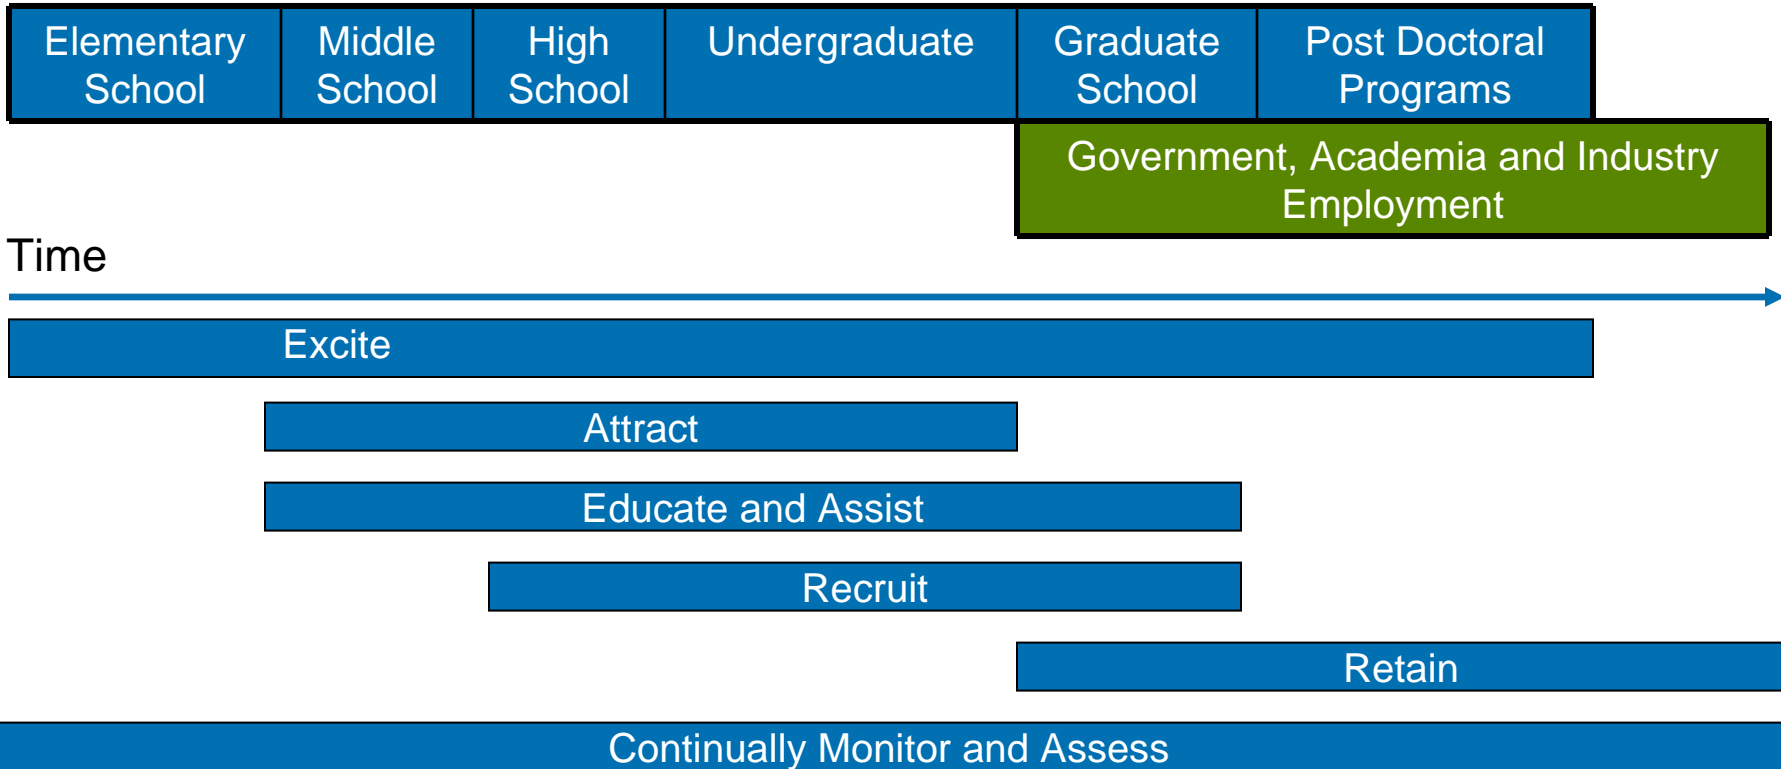 Elementary
School
Middle
School
High
School
Undergraduate
Graduate
School
Post Doctoral
Programs
Government, Academia and Industry
Employment
Time
Excite
Attract
Educate and Assist
Recruit
Retain
Continually Monitor and Assess